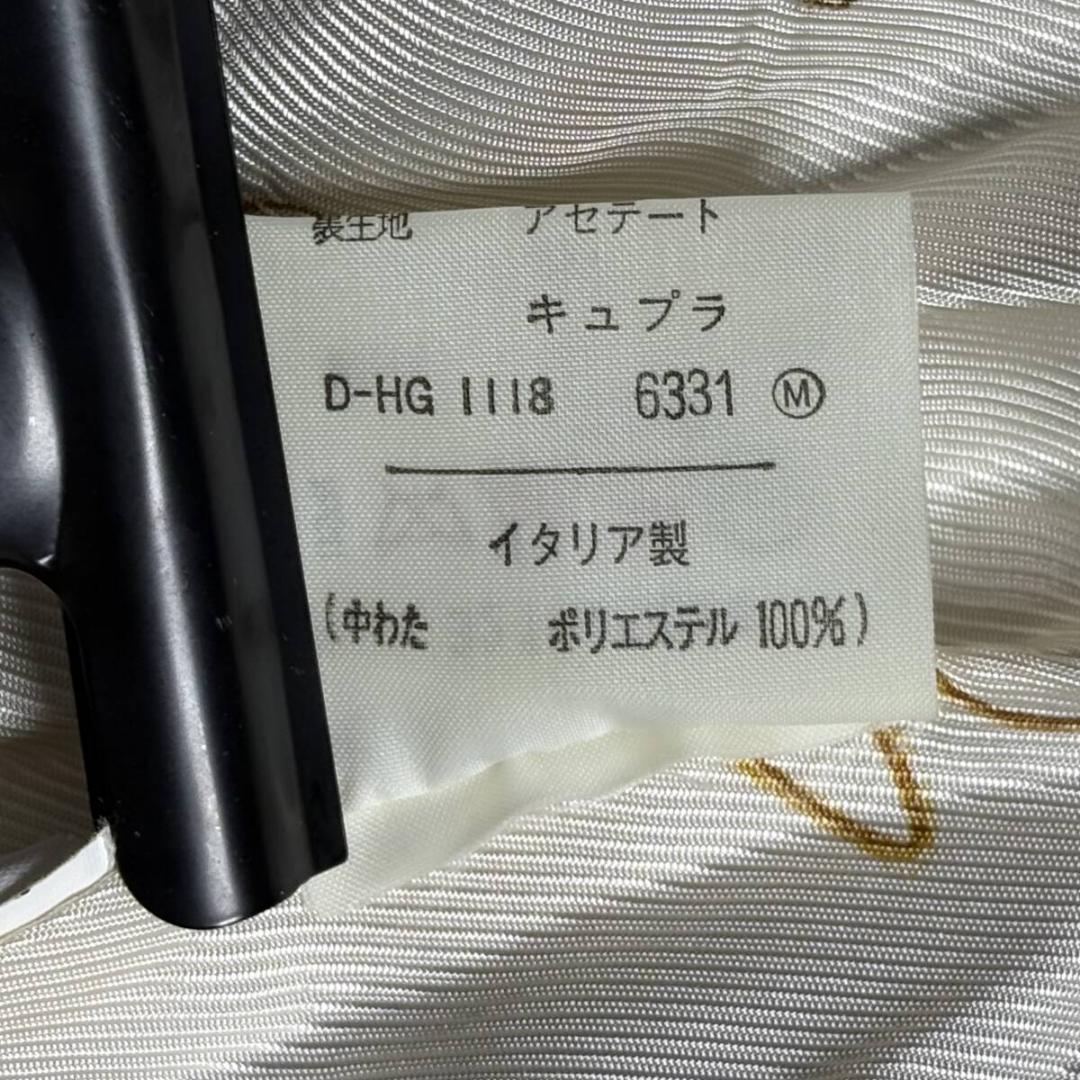 裏生地 アセテート
キュプラ
D-HG 1118 6331 Ⓜ
イタリア製
(中わた ポリエステル 100%)